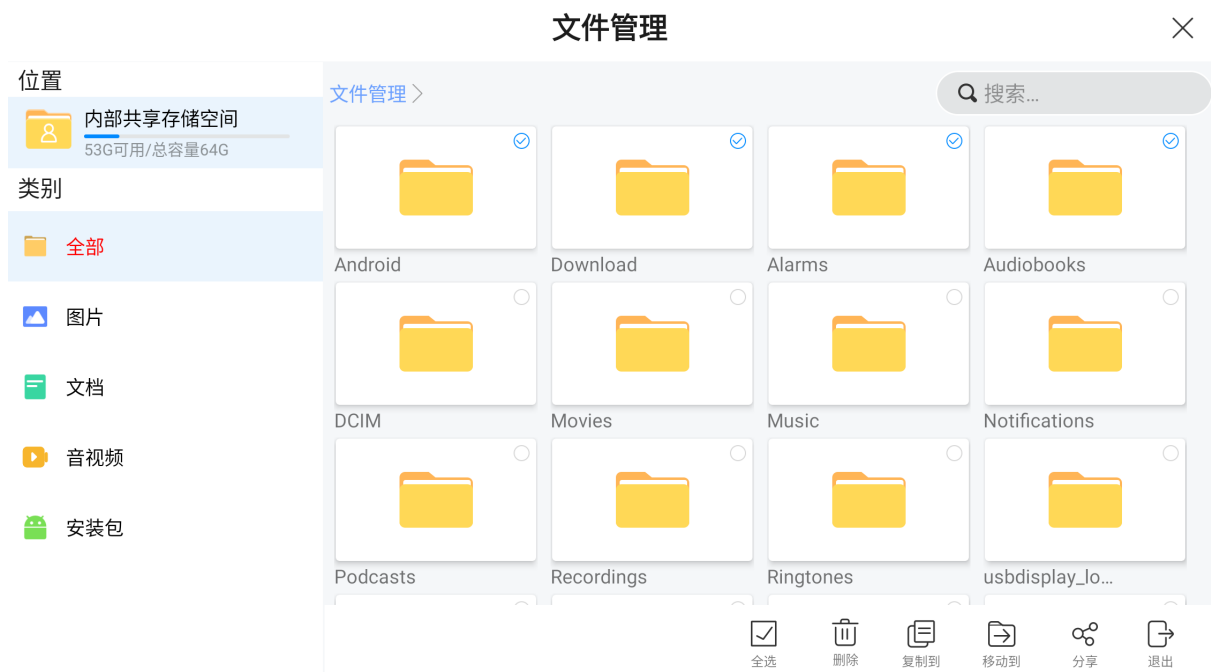 文件管理
位置
内部共享存储空间
53G可用/总容量64G
类别
全部
图片
文档
音视频
安装包
文件管理
搜索...
Android
Download
Alarms
Audiobooks
DCIM
Movies
Music
Notifications
Podcasts
Recordings
Ringtones
usbdisplay_lo...
全选
删除
复制到
移动到
分享
退出